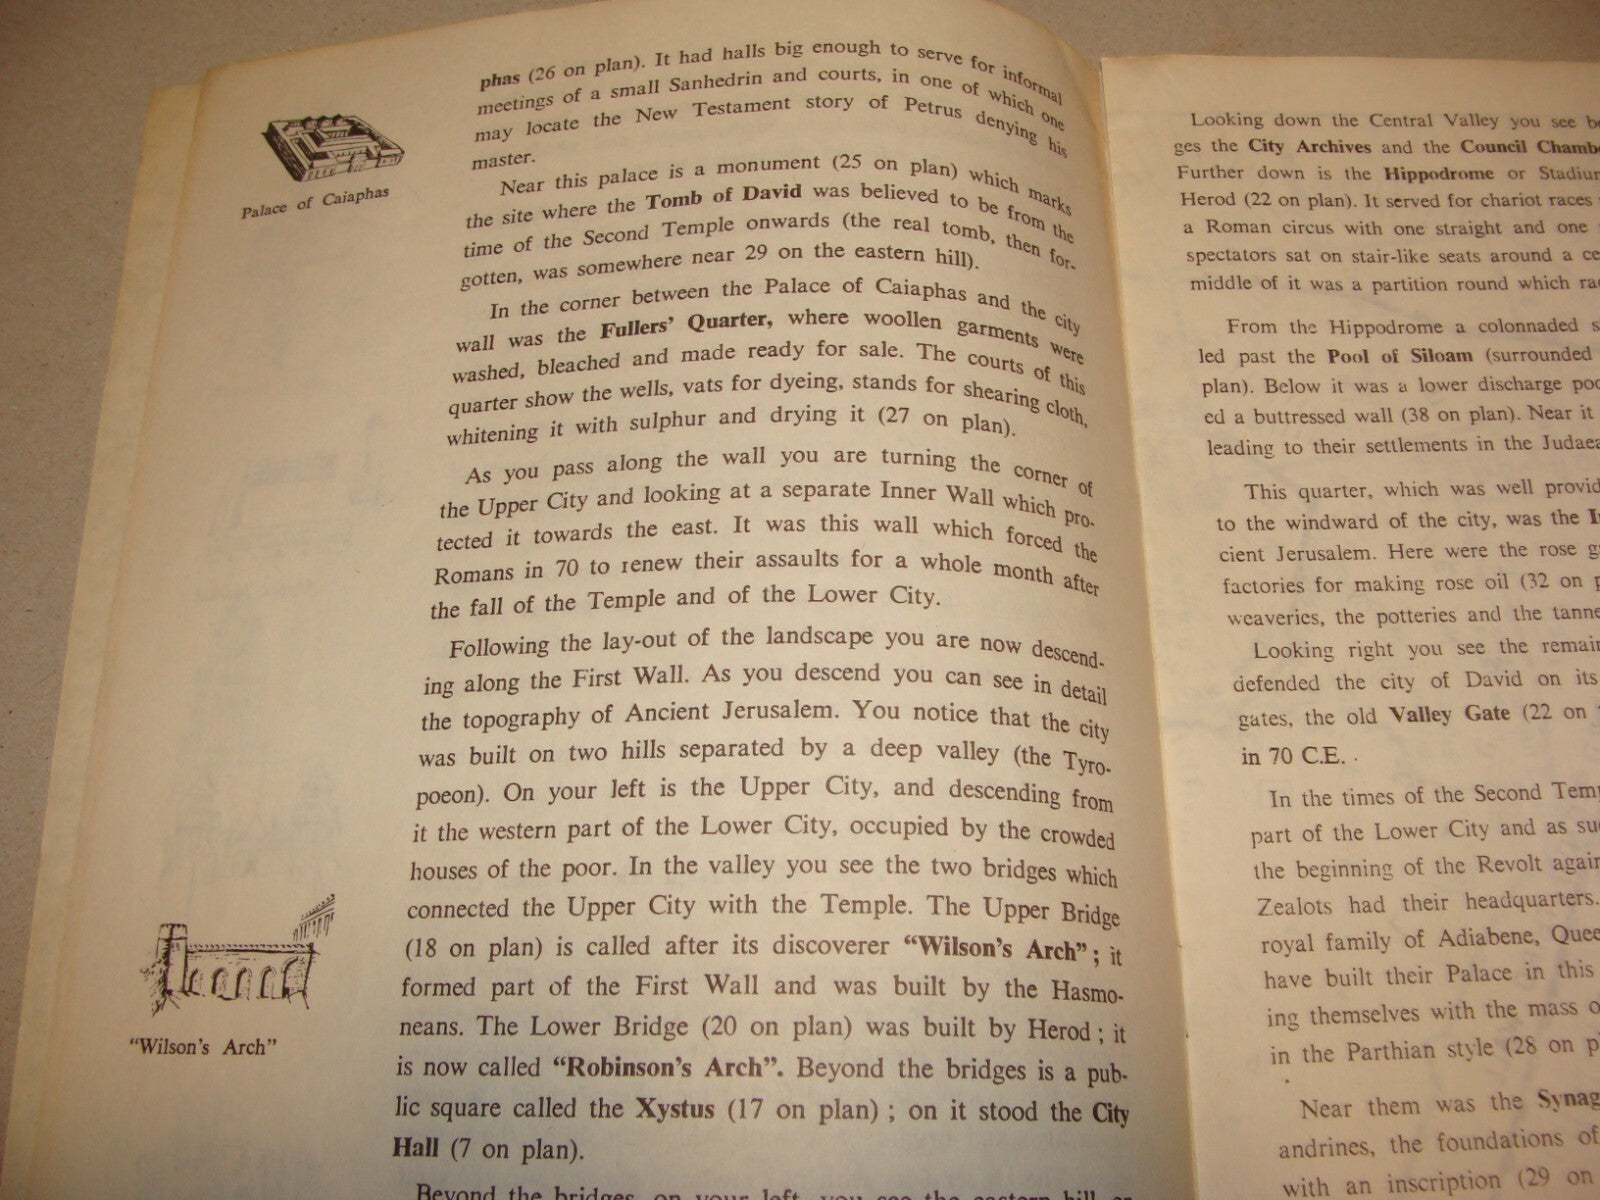 phas (26 on plan). It had halls big enough to serve for informal
meetings of a small Sanhedrin and courts, in one of which one
may locate the New Testament story of Petrus denying his
master.
Palace of Caiaphas
Near this palace is a monument (25 on plan) which marks
the site where the Tomb of David was believed to be from the
time of the Second Temple onwards (the real tomb, then for-
gotten, was somewhere near 29 on the eastern hill).
In the corner between the Palace of Caiaphas and the city
wall was the Fullers' Quarter, where woollen garments were
washed, bleached and made ready for sale. The courts of this
quarter show the wells, vats for dyeing, stands for shearing cloth,
whitening it with sulphur and drying it (27 on plan).
As you pass along the wall you are turning the corner of
the Upper City and looking at a separate Inner Wall which pro-
tected it towards the east. It was this wall which forced the
Romans in 70 to renew their assaults for a whole month after
the fall of the Temple and of the Lower City.
Following the lay-out of the landscape you are now descend-
ing along the First Wall. As you descend you can see in detail
the topography of Ancient Jerusalem. You notice that the city
was built on two hills separated by a deep valley (the Tyro-
poeon). On your left is the Upper City, and descending from
it the western part of the Lower City, occupied by the crowded
houses of the poor. In the valley you see the two bridges which
connected the Upper City with the Temple. The Upper Bridge
(18 on plan) is called after its discoverer "Wilson's Arch"; it
formed part of the First Wall and was built by the Hasmo-
neans. The Lower Bridge (20 on plan) was built by Herod ; it
is now called "Robinson's Arch". Beyond the bridges is a pub-
lic square called the Xystus (17 on plan) ; on it stood the City
Hall (7 on plan).
"Wilson's Arch"
Beyond the bridges, on your left, you see the eastern hill
Looking down the Central Valley you see
ges the City Archives and the Council
Further down is the Hippodrome or
Herod (22 on plan). It served for chariot races
a Roman circus with one straight and one
spectators sat on stair-like seats around a
middle of it was a partition round which
From the Hippodrome a colonnaded
led past the Pool of Siloam (surrounded
plan). Below it was a lower discharge
ed a buttressed wall (38 on plan). Near it
leading to their settlements in the
This quarter, which was well
to the windward of the city, was the
cient Jerusalem. Here were the rose
factories for making rose oil (32 on
weaveries, the potteries and the
Looking right you see the
defended the city of David on its
gates, the old Valley Gate (22 on
in 70 C.E.
In the times of the Second
part of the Lower City and as
the beginning of the Revolt
Zealots had their headquarters.
royal family of Adiabene,
have built their Palace in this
ing themselves with the mass
in the Parthian style (28 on
Near them was the
andrines, the foundations of
with an inscription (29 on